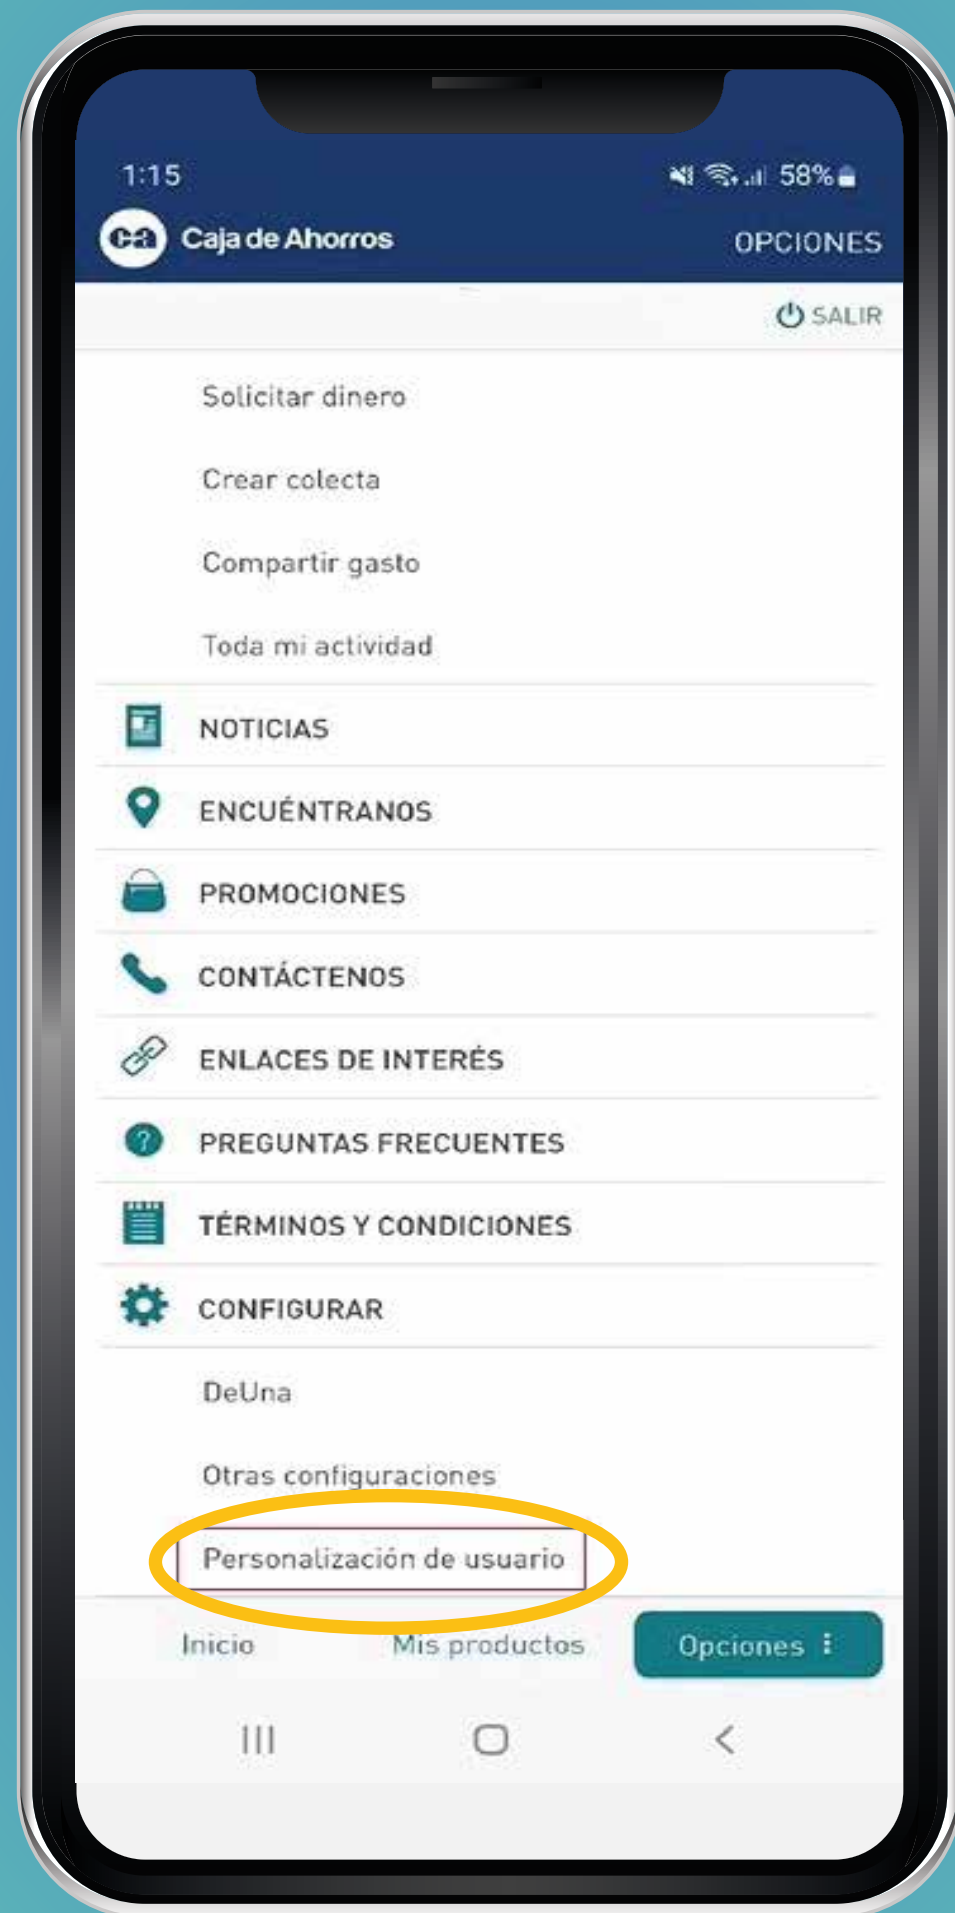 1:15
58%
ca Caja de Ahorros
OPCIONES
SALIR
Solicitar dinero
Crear colecta
Compartir gasto
Toda mi actividad
NOTICIAS
ENCUÉNTRANOS
PROMOCIONES
CONTÁCTENOS
ENLACES DE INTERÉS
? PREGUNTAS FRECUENTES
TÉRMINOS Y CONDICIONES
CONFIGURAR
DeUna
Otras configuraciones
Personalización de usuario
Inicio
Mis productos
Opciones